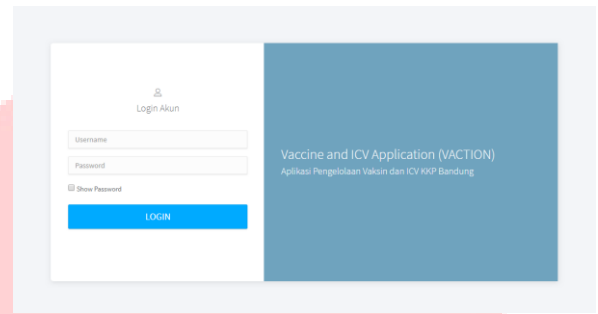 Login Akun
Username
Password
Show Password
LOGIN
Vaccine and ICV Application (VACTION)
Aplikasi Pengelolaan Vaksin dan ICV KKP Bandung